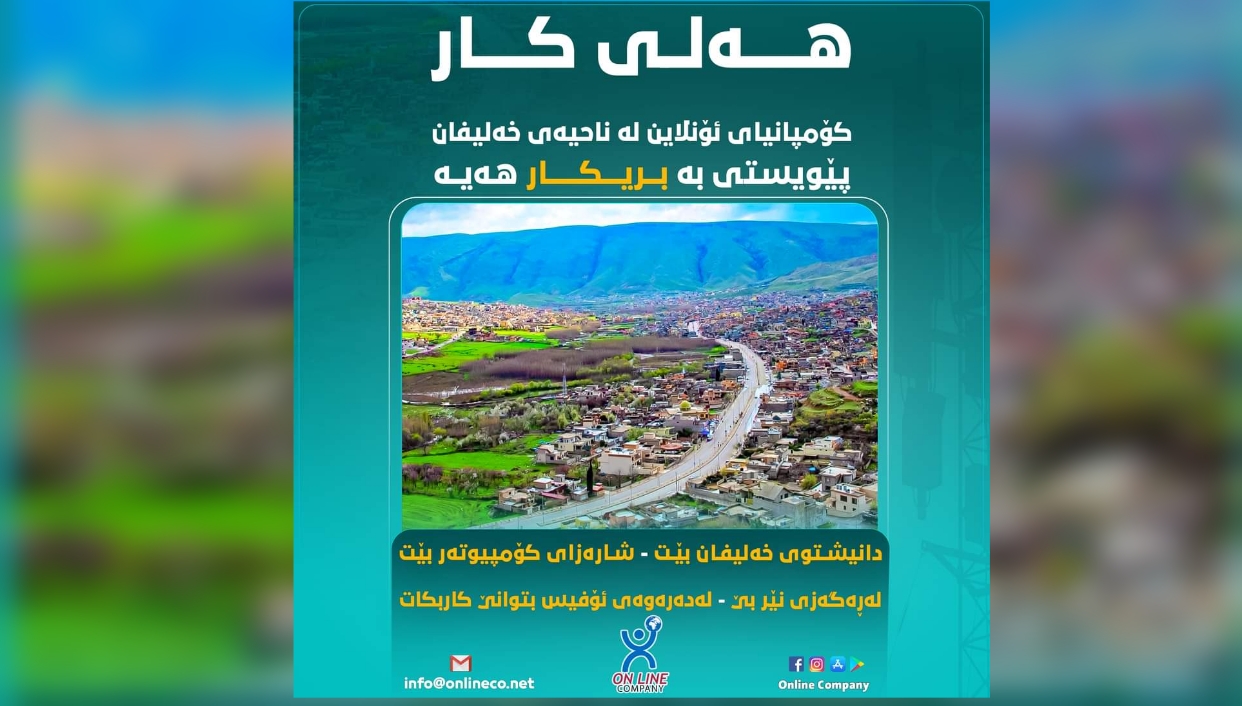 هەلی کار
کۆمپانیای ئۆنڵاین لە ناحیەی خەلیفان
پێویستی بە بریکار هەیە
دانیشتوی خەلیفان بێت - شارەزای کۆمپیوتەر بێت
لەڕەگەزی نێر بێ - لەدەرەوەی ئۆفیس بتوانێ کاربکات
ON LINE
COMPANY
info@onlineco.net
Online Company